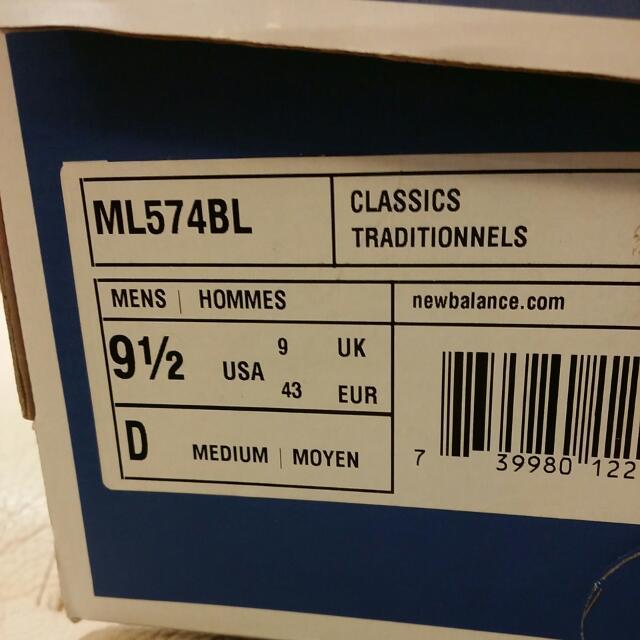 ML574BL
CLASSICS
TRADITIONNELS
MENS | HOMMES
newbalance.com
9½ USA
9 UK
43 EUR
D MEDIUM | MOYEN
7 39980 122